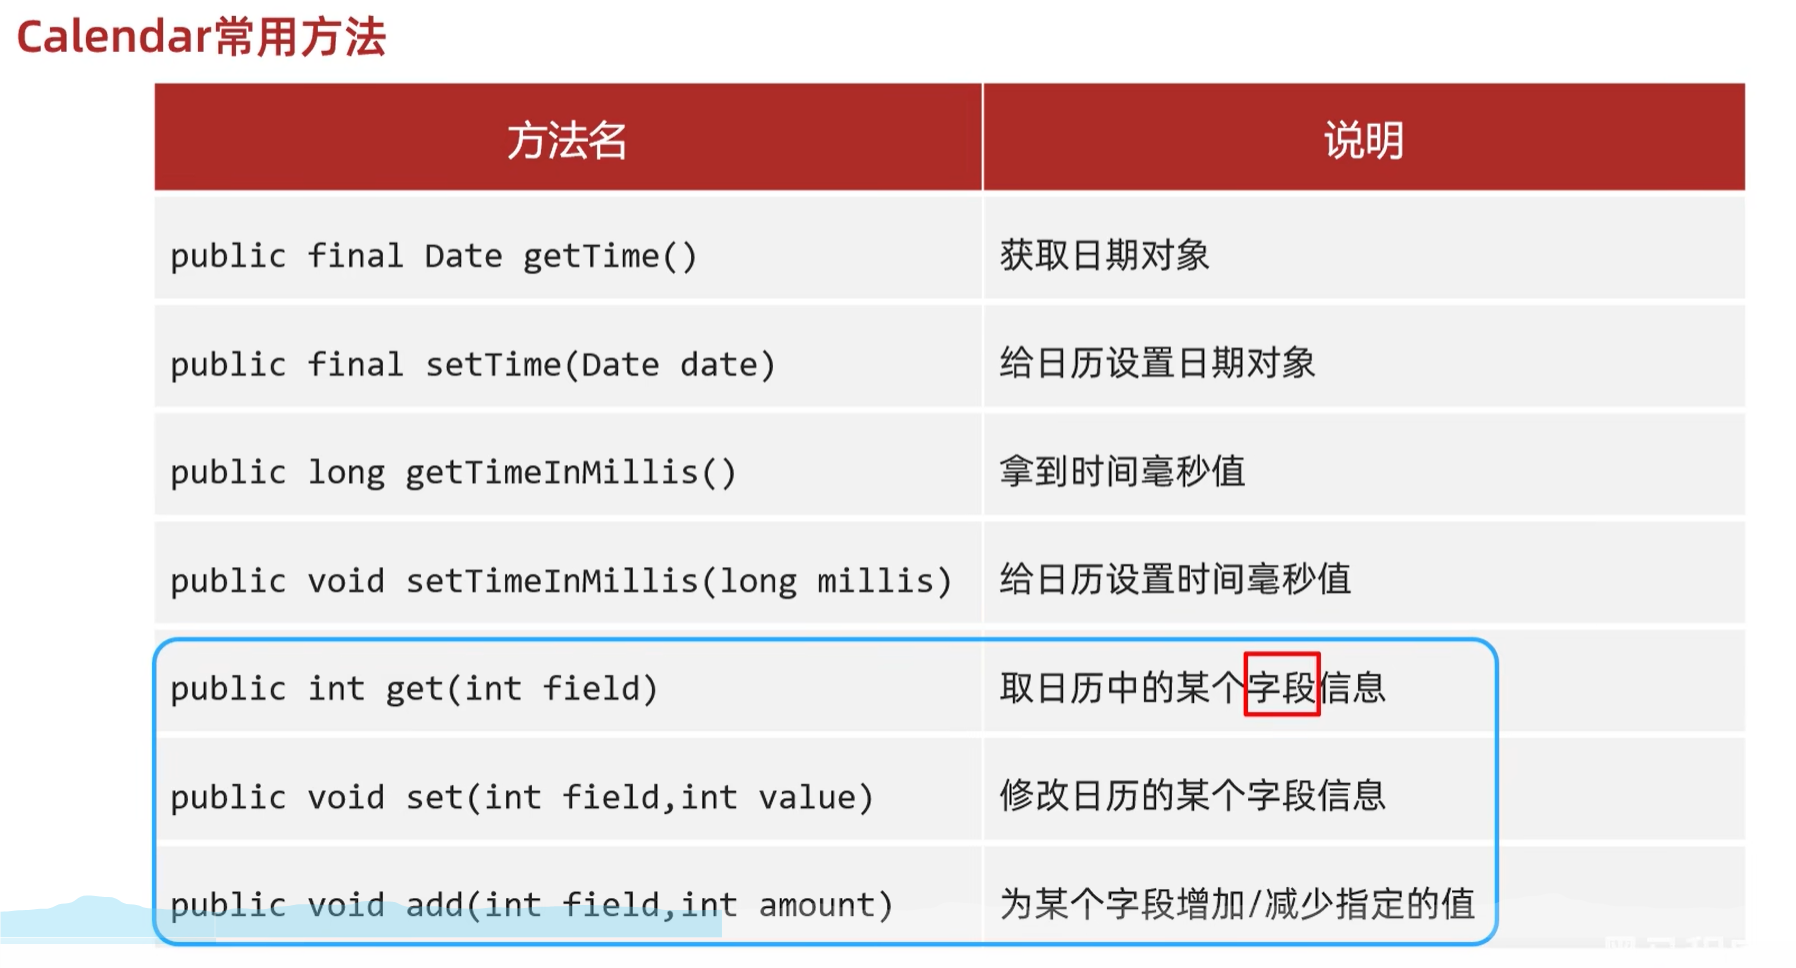 Calendar常用方法
方法名 说明
public final Date getTime() 获取日期对象
public final setTime(Date date) 给日历设置日期对象
public long getTimeInMillis() 拿到时间毫秒值
public void setTimeInMillis(long millis) 给日历设置时间毫秒值
public int get(int field) 取日历中的某个字段信息
public void set(int field,int value) 修改日历的某个字段信息
public void add(int field,int amount) 为某个字段增加/减少指定的值